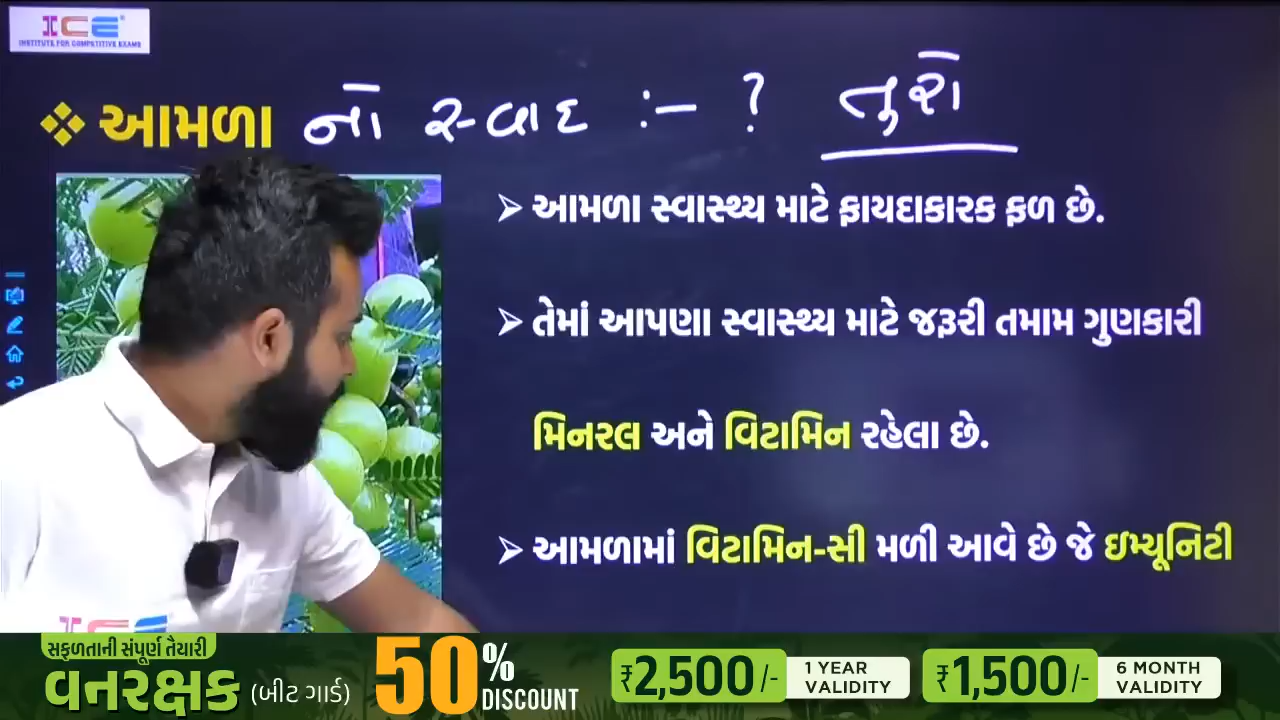 ICE
INSTITUTE FOR COMPETITIVE EXAMS
❖ આમળા નો સ્વાદ :- ? તુરો
➢ આમળા સ્વાસ્થ્ય માટે ફાયદાકારક ફળ છે.
➢ તેમાં આપણા સ્વાસ્થ્ય માટે જરૂરી તમામ ગુણકારી
મિનરલ અને વિટામિન રહેલા છે.
➢ આમળામાં વિટામિન-સી મળી આવે છે જે ઇમ્યૂનિટી
ICE
સફળતાની સંપૂર્ણ તૈયારી
વનરક્ષક (બીટ ગાર્ડ)
50% DISCOUNT
₹2,500/- 1 YEAR VALIDITY
₹1,500/- 6 MONTH VALIDITY